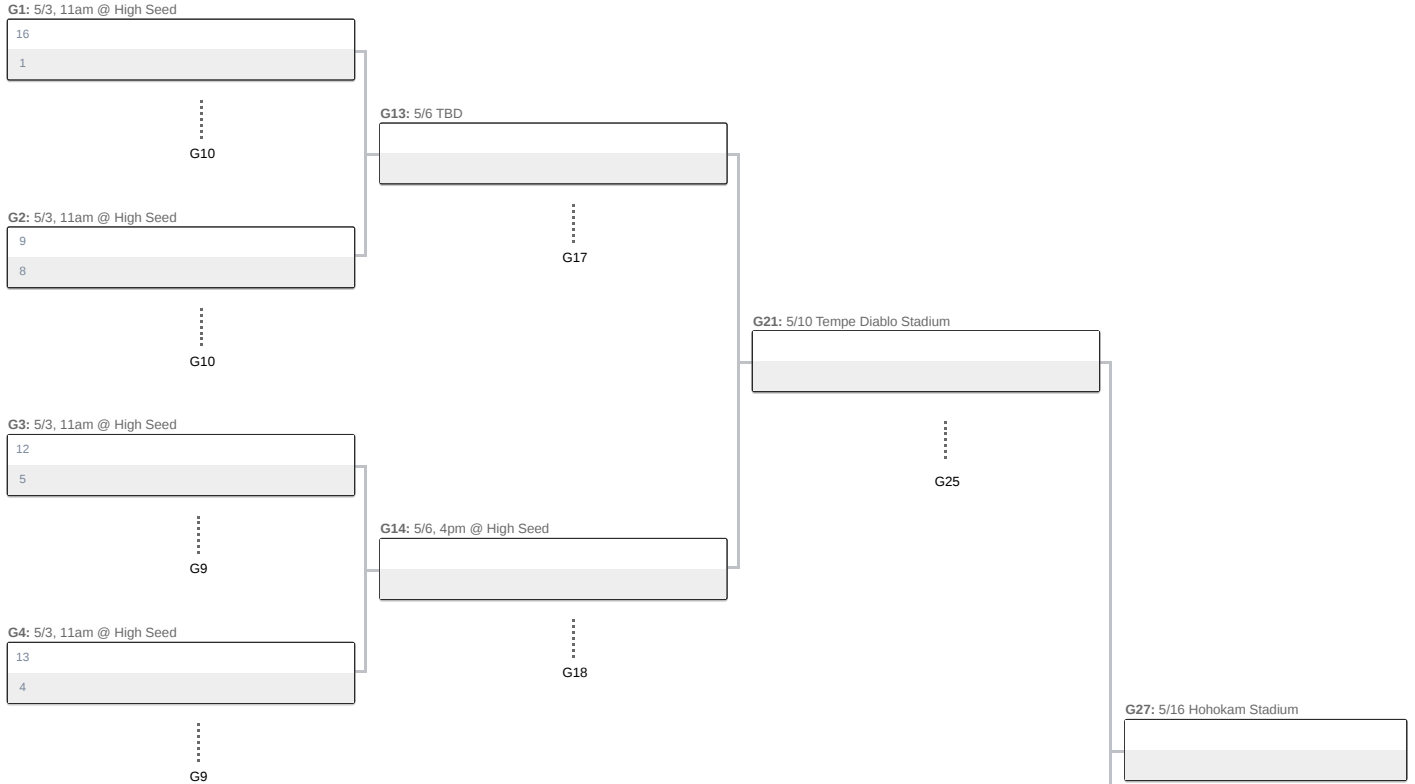 G1: 5/3, 11am @ High Seed
16
1
G10
G2: 5/3, 11am @ High Seed
9
8
G10
G3: 5/3, 11am @ High Seed
12
5
G9
G4: 5/3, 11am @ High Seed
13
4
G9
G13: 5/6 TBD
G17
G14: 5/6, 4pm @ High Seed
G18
G21: 5/10 Tempe Diablo Stadium
G25
G27: 5/16 Hohokam Stadium